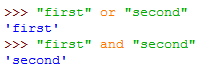 >>> "first" or "second"
'first'
>>> "first" and "second"
'second'